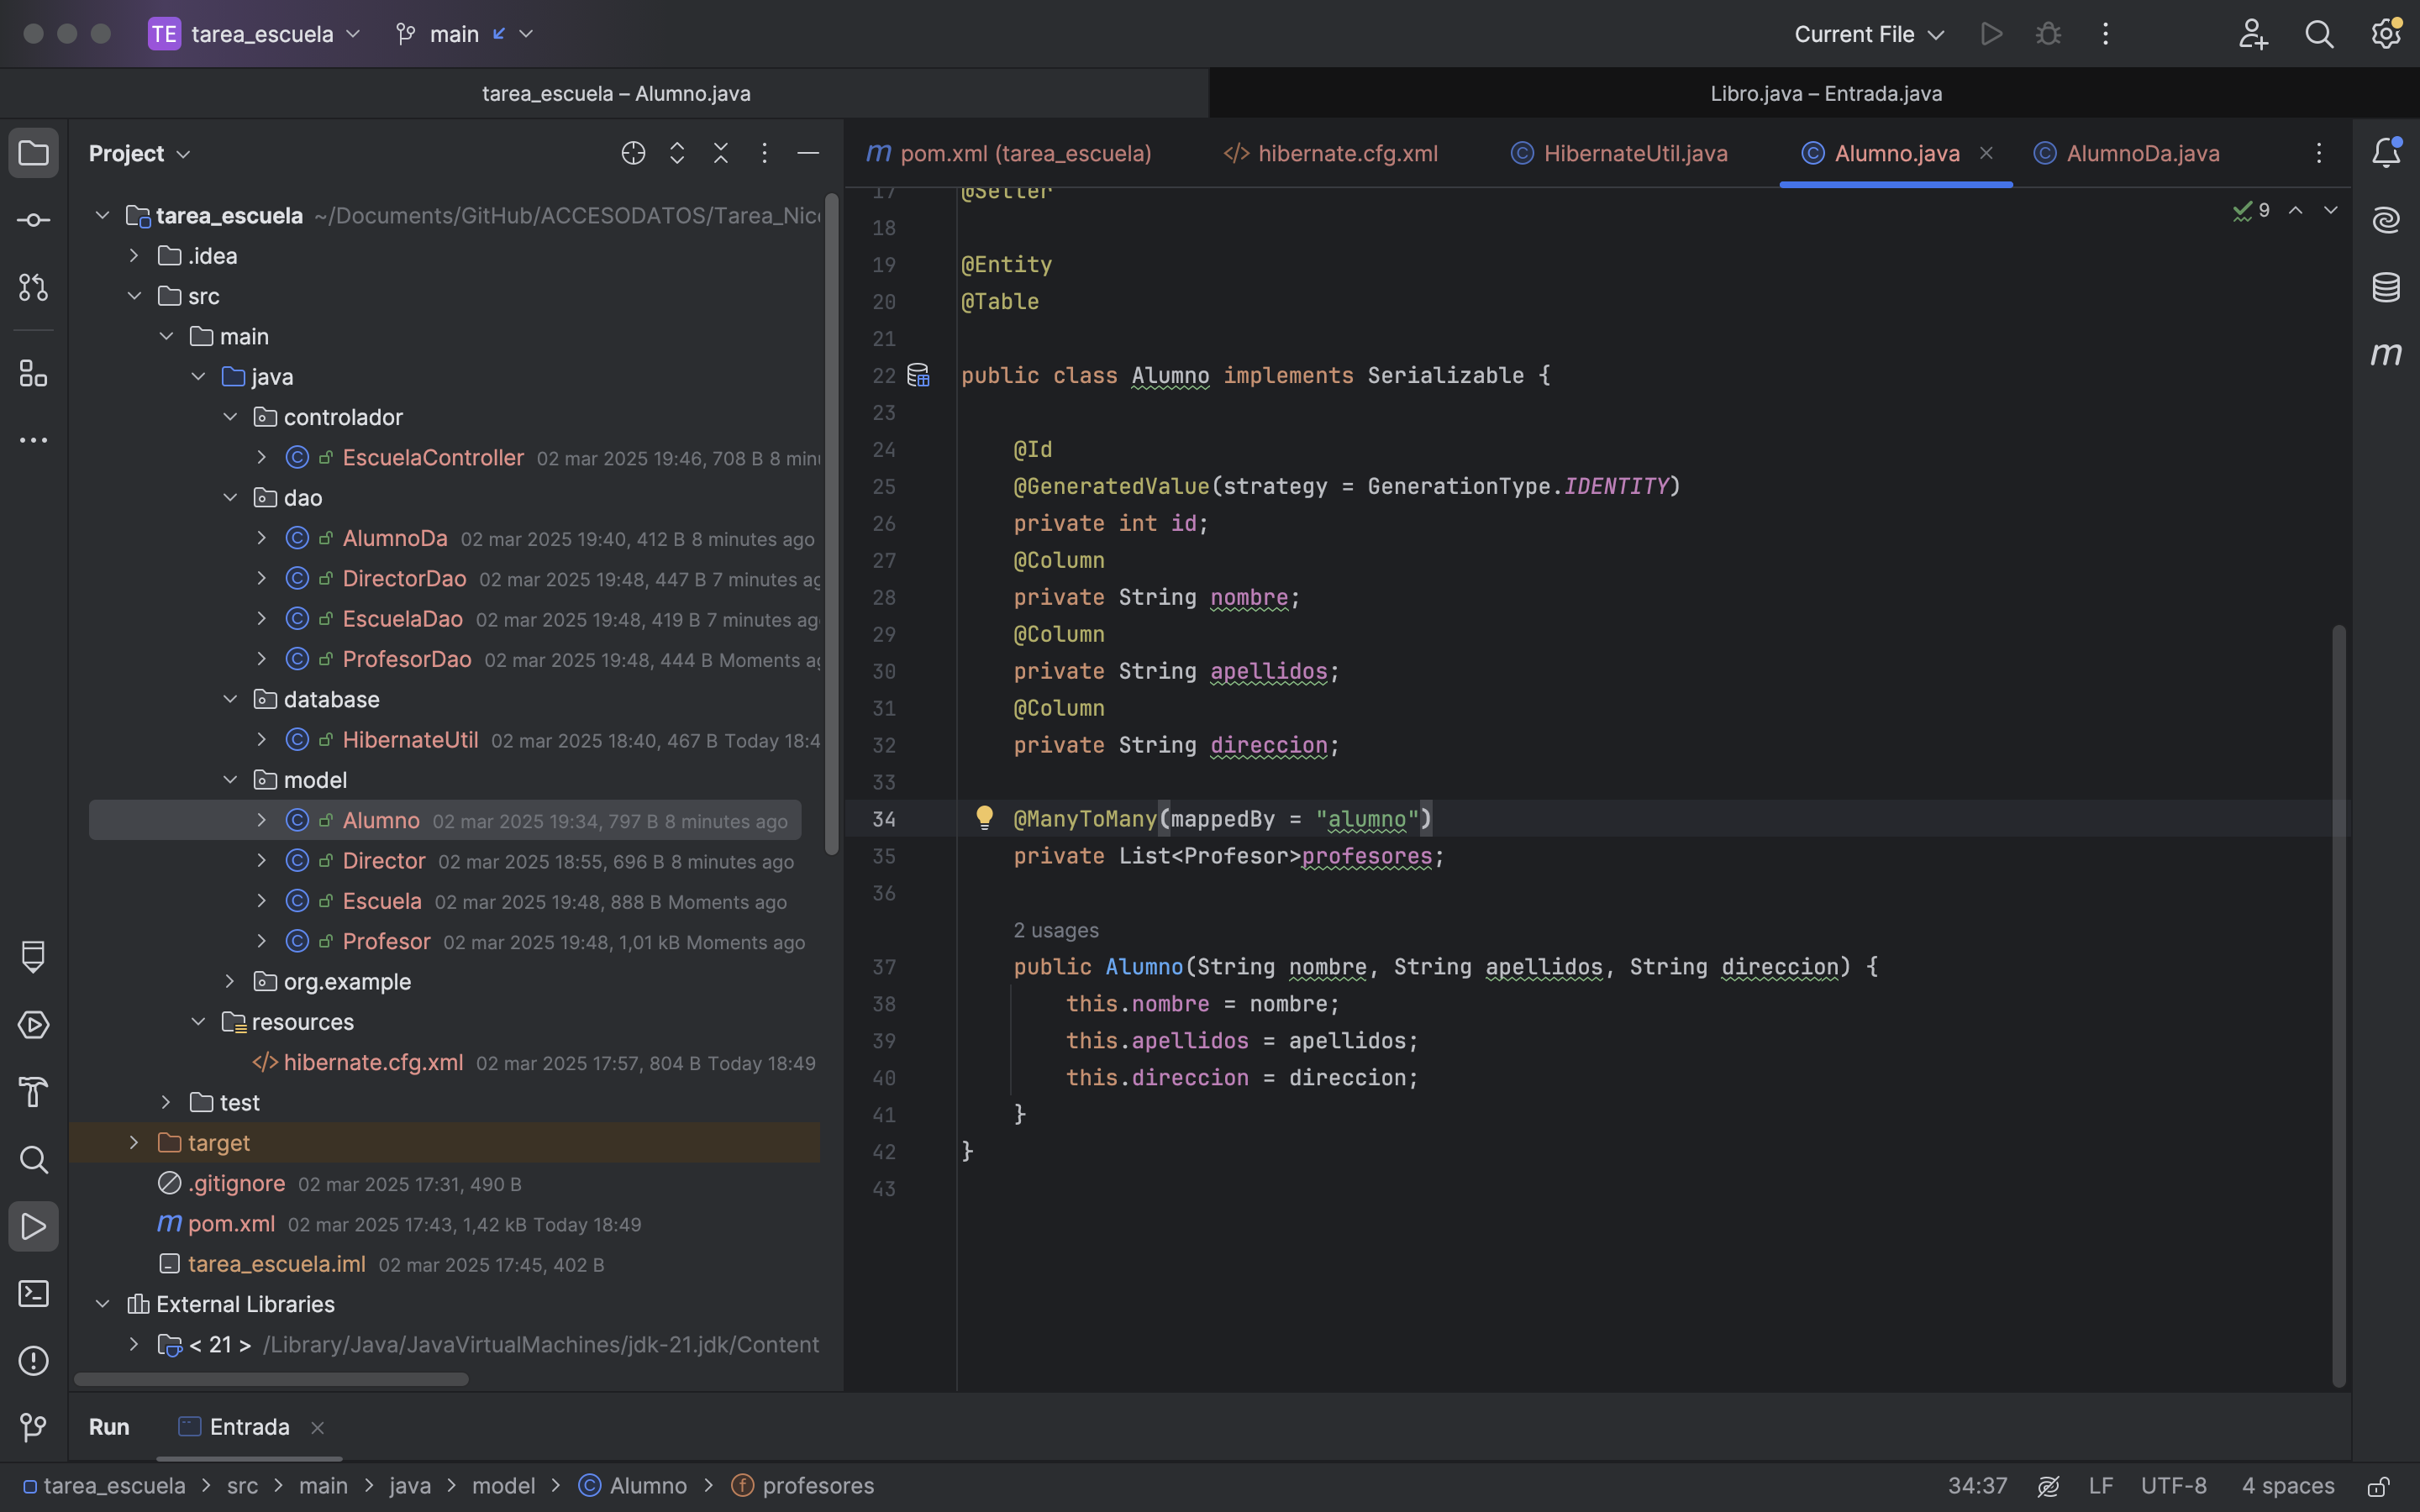 TE tarea_escuela main Current File
tarea_escuela – Alumno.java
Libro.java – Entrada.java
Project
tarea_escuela ~/Documents/GitHub/ACCESODATOS/Tarea_Nic
.idea
src
main
java
controlador
EscuelaController 02 mar 2025 19:46, 708 B 8 min
dao
AlumnoDa 02 mar 2025 19:40, 412 B 8 minutes ago
DirectorDao 02 mar 2025 19:48, 447 B 7 minutes ag
EscuelaDao 02 mar 2025 19:48, 419 B 7 minutes ag
ProfesorDao 02 mar 2025 19:48, 444 B Moments ag
database
HibernateUtil 02 mar 2025 18:40, 467 B Today 18:4
model
Alumno 02 mar 2025 19:34, 797 B 8 minutes ago
Director 02 mar 2025 18:55, 696 B 8 minutes ago
Escuela 02 mar 2025 19:48, 888 B Moments ago
Profesor 02 mar 2025 19:48, 1,01 kB Moments ago
org.example
resources
</> hibernate.cfg.xml 02 mar 2025 17:57, 804 B Today 18:49
test
target
.gitignore 02 mar 2025 17:31, 490 B
m pom.xml 02 mar 2025 17:43, 1,42 kB Today 18:49
tarea_escuela.iml 02 mar 2025 17:45, 402 B
External Libraries
< 21 > /Library/Java/JavaVirtualMachines/jdk-21.jdk/Content
m pom.xml (tarea_escuela) </> hibernate.cfg.xml C HibernateUtil.java C Alumno.java C AlumnoDa.java
9
17 @Setter
18
19 @Entity
20 @Table
21
22 public class Alumno implements Serializable {
23
24 @Id
25 @GeneratedValue(strategy = GenerationType.IDENTITY)
26 private int id;
27 @Column
28 private String nombre;
29 @Column
30 private String apellidos;
31 @Column
32 private String direccion;
33
34 @ManyToMany(mappedBy = "alumno")
35 private List<Profesor>profesores;
36
2 usages
37 public Alumno(String nombre, String apellidos, String direccion) {
38 this.nombre = nombre;
39 this.apellidos = apellidos;
40 this.direccion = direccion;
41 }
42 }
43
m
Run Entrada
tarea_escuela > src > main > java > model > C Alumno > f profesores
34:37 LF UTF-8 4 spaces